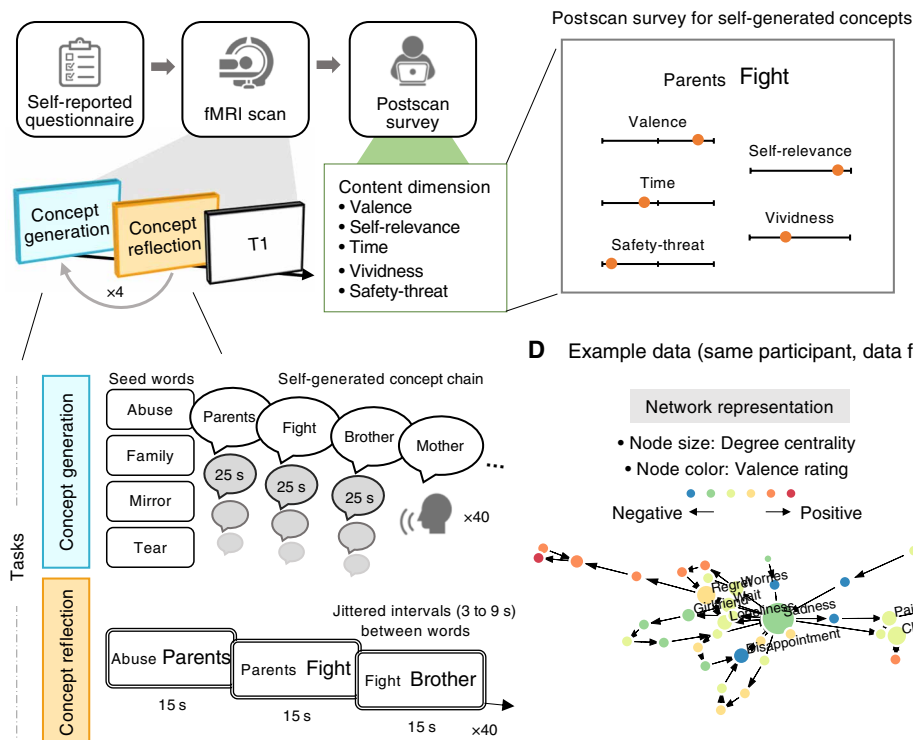 Postscan survey for self-generated concepts
Self-reported
questionnaire
fMRI scan
Postscan
survey
Parents Fight
Valence
Self-relevance
Time
Vividness
Safety-threat
Concept
generation
Concept
reflection
T1
×4
Content dimension
• Valence
• Self-relevance
• Time
• Vividness
• Safety-threat
Tasks
Concept generation
Seed words
Self-generated concept chain
Abuse
Family
Mirror
Tear
Parents
Fight
Brother
Mother
...
25 s
25 s
25 s
×40
Concept reflection
Jittered intervals (3 to 9 s)
between words
Abuse Parents
Parents Fight
Fight Brother
15 s
15 s
15 s
×40
D Example data (same participant, data f
Network representation
• Node size: Degree centrality
• Node color: Valence rating
Negative
Positive
Regret
Worries
Wait
Girlfriend
Loneliness
Sadness
Disappointment
Pai